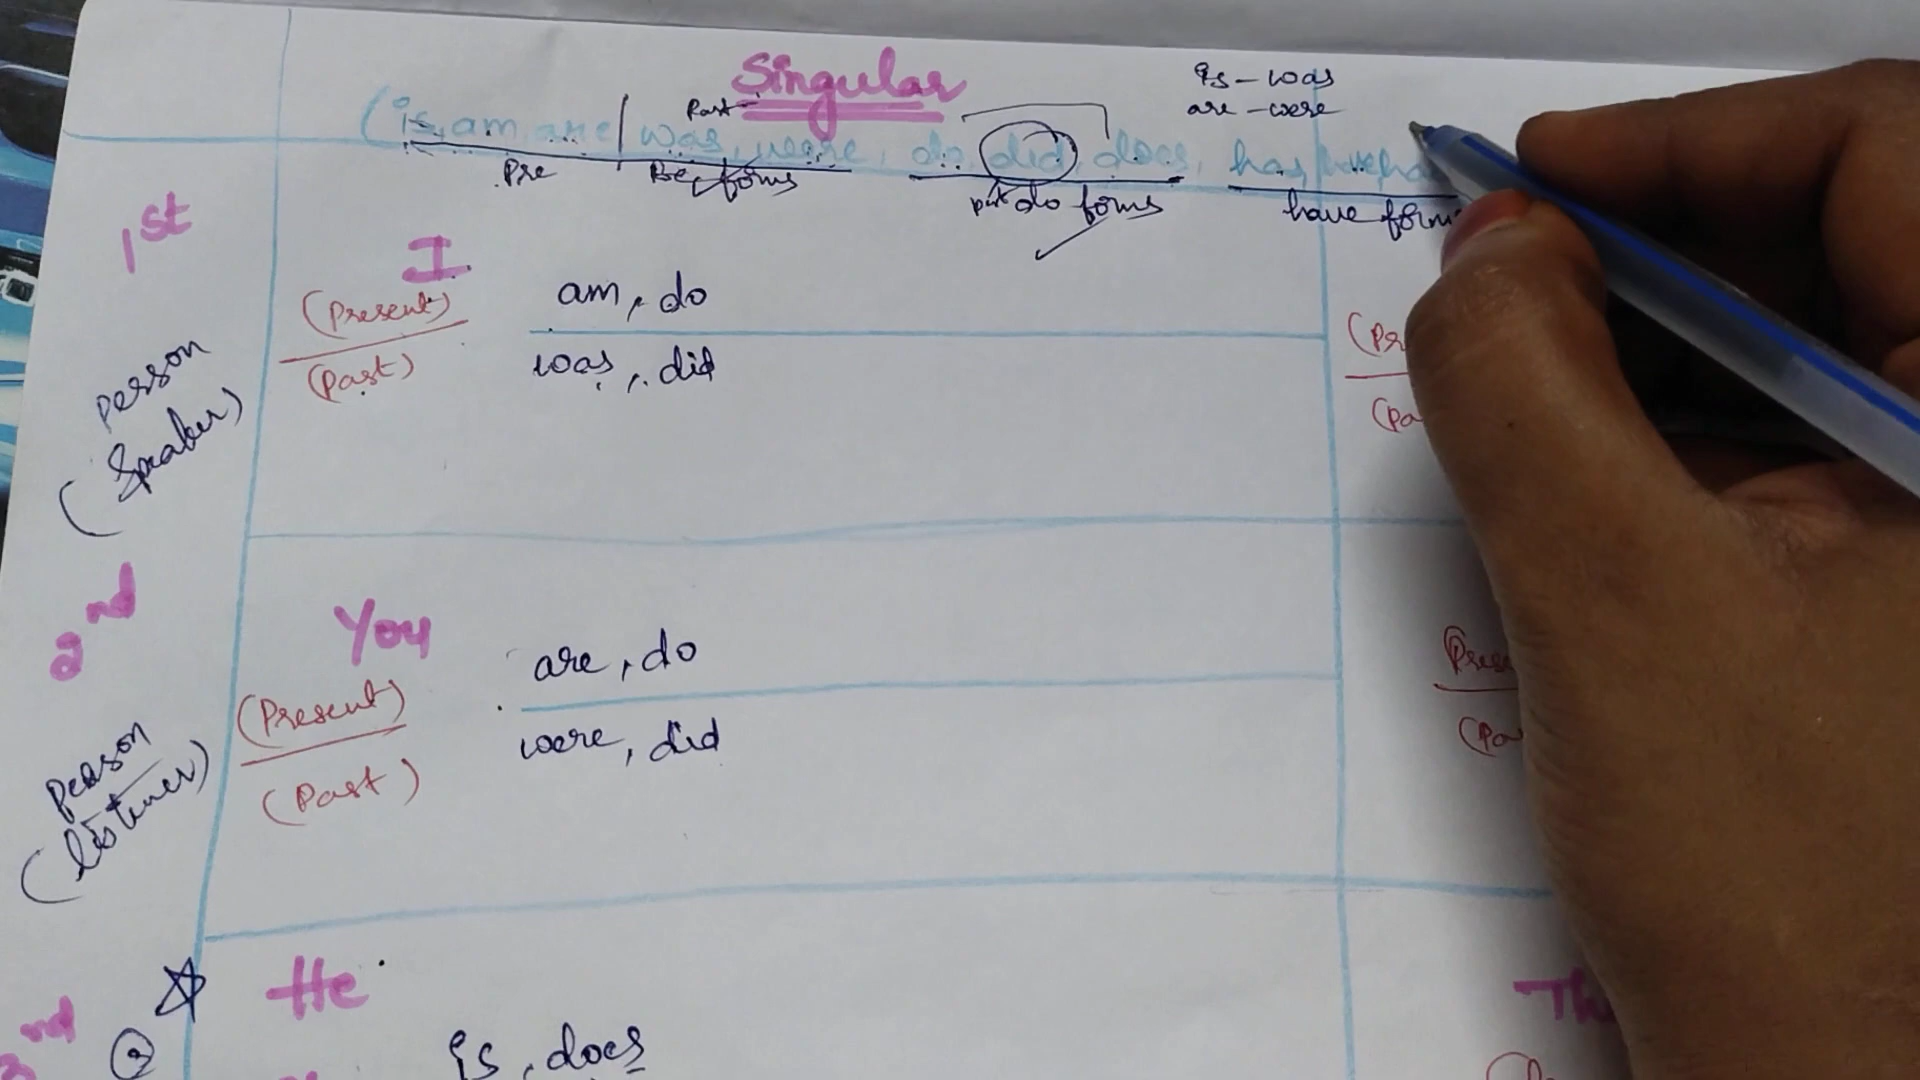 Singular
is - was
are - were
Past
(is, am, are / was, were, do, did, does, has
Pre Be forms past do forms have form
1st
person
(Speaker)
I
(Present)
(Past)
am, do
was, did
2nd
person
(listener)
You
(Present)
(Past)
are, do
were, did
He
is, does